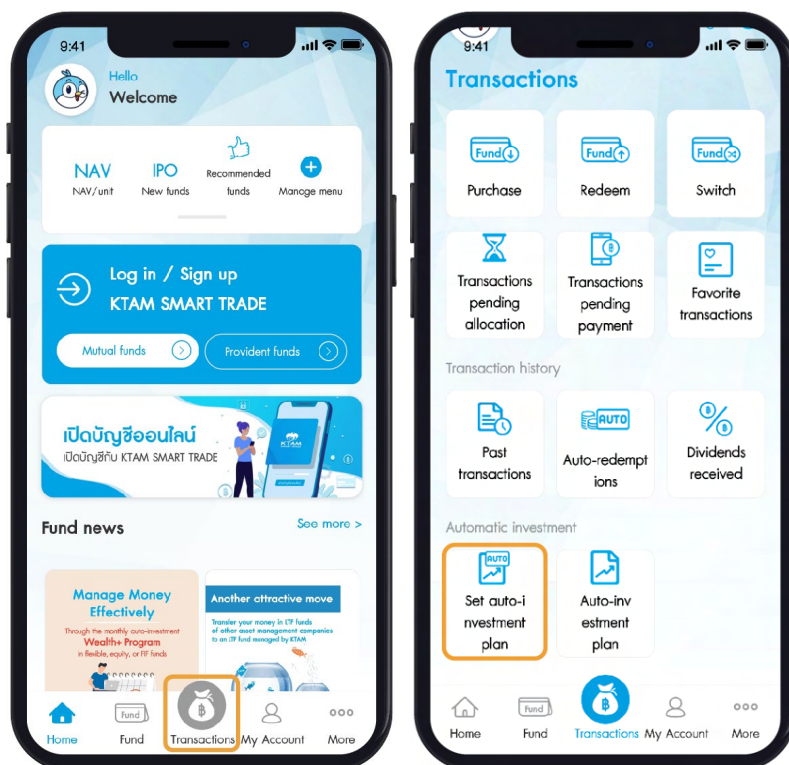 9:41
Hello
Welcome
NAV
NAV/unit
IPO
New funds
Recommended
funds
Manage menu
Log in / Sign up
KTAM SMART TRADE
Mutual funds
Provident funds
เปิดบัญชีออนไลน์
เปิดบัญชีกับ KTAM SMART TRADE
KTAM
Fund news
See more >
Manage Money
Effectively
Through the monthly auto-investment
Wealth+ Program
in flexible, equity, or FIF funds
Another attractive move
Transfer your money in LTF funds
of other asset management companies
to an LTF fund managed by KTAM
Home
Fund
Fund
Transactions
My Account
More
9:41
Transactions
Fund
Purchase
Fund
Redeem
Fund
Switch
Transactions
pending
allocation
Transactions
pending
payment
Favorite
transactions
Transaction history
Past
transactions
AUTO
Auto-redempt
ions
Dividends
received
Automatic investment
AUTO
Set auto-i
nvestment
plan
Auto-inv
estment
plan
Home
Fund
Fund
Transactions
My Account
More